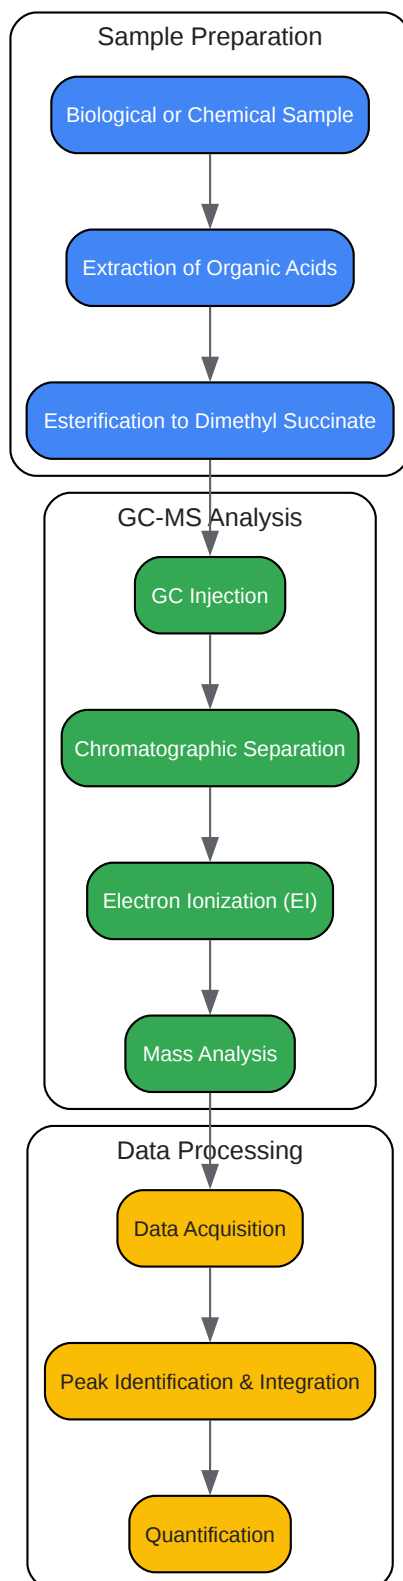 Sample Preparation
Biological or Chemical Sample
Extraction of Organic Acids
Esterification to Dimethyl Succinate
GC-MS Analysis
GC Injection
Chromatographic Separation
Electron Ionization (EI)
Mass Analysis
Data Processing
Data Acquisition
Peak Identification & Integration
Quantification